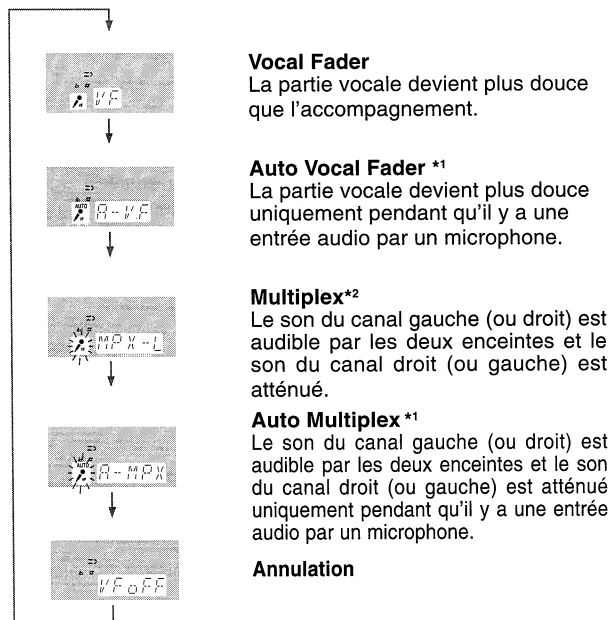 VF
Vocal Fader
La partie vocale devient plus douce
que l'accompagnement.
AUTO
A-V.F
Auto Vocal Fader *1
La partie vocale devient plus douce
uniquement pendant qu'il y a une
entrée audio par un microphone.
MPX-L
Multiplex*2
Le son du canal gauche (ou droit) est
audible par les deux enceintes et le
son du canal droit (ou gauche) est
atténué.
AUTO
A-MPX
Auto Multiplex *1
Le son du canal gauche (ou droit) est
audible par les deux enceintes et le son
du canal droit (ou gauche) est atténué
uniquement pendant qu'il y a une entrée
audio par un microphone.
VFoFF
Annulation